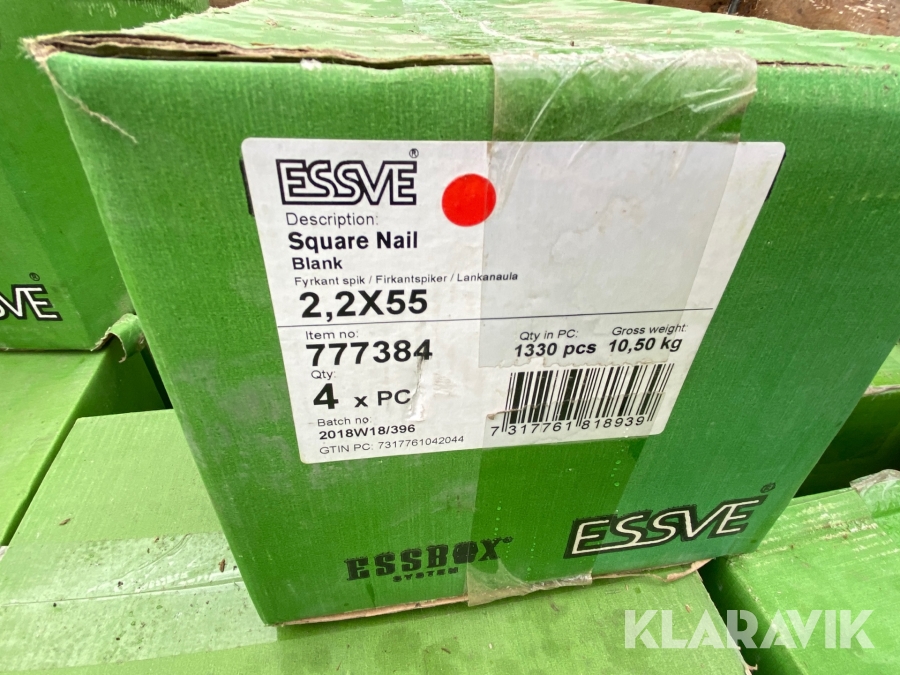 ESSVE®
Description:
Square Nail
Blank
Fyrkant spik / Firkantspiker / Lankanaula
2,2X55
Item no:
777384
Qty in PC:
1330 pcs
Gross weight:
10,50 kg
Qty:
4 x PC
Batch no
2018W18/396
GTIN PC: 7317761042044
7 317761 818939
ESSBOX®
SYSTEM
ESSVE®
VE®
KLARAVIK